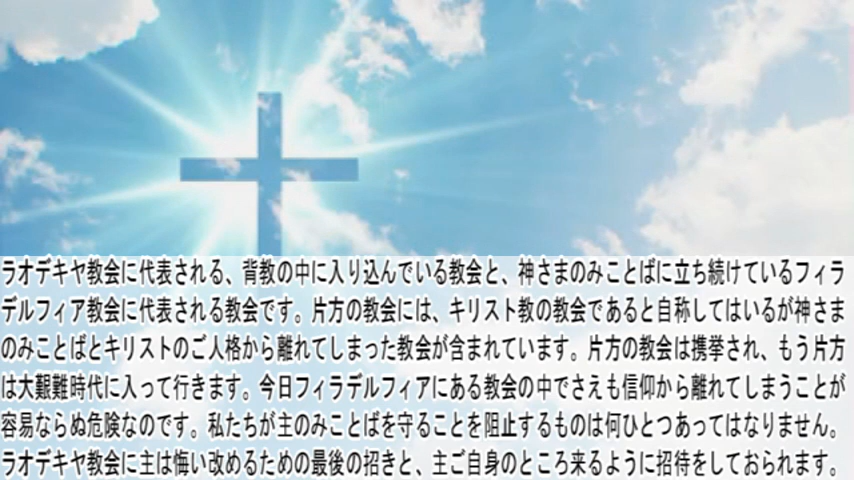 ラオデキヤ教会に代表される、背教の中に入り込んでいる教会と、神さまのみことばに立ち続けているフィラ
デルフィア教会に代表される教会です。片方の教会には、キリスト教の教会であると自称してはいるが神さま
のみことばとキリストのご人格から離れてしまった教会が含まれています。片方の教会は携挙され、もう片方
は大艱難時代に入って行きます。今日フィラデルフィアにある教会の中でさえも信仰から離れてしまうことが
容易ならぬ危険なのです。私たちが主のみことばを守ることを阻止するものは何ひとつあってはなりません。
ラオデキヤ教会に主は悔い改めるための最後の招きと、主ご自身のところ来るように招待をしておられます。